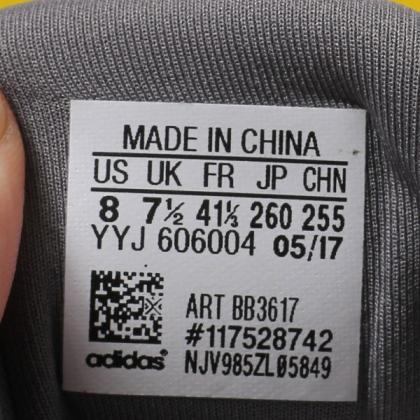 MADE IN CHINA
US UK FR JP CHN
8 7½ 41⅓ 260 255
YYJ 606004 05/17
ART BB3617
#117528742
adidas® NJV985ZLØ5849